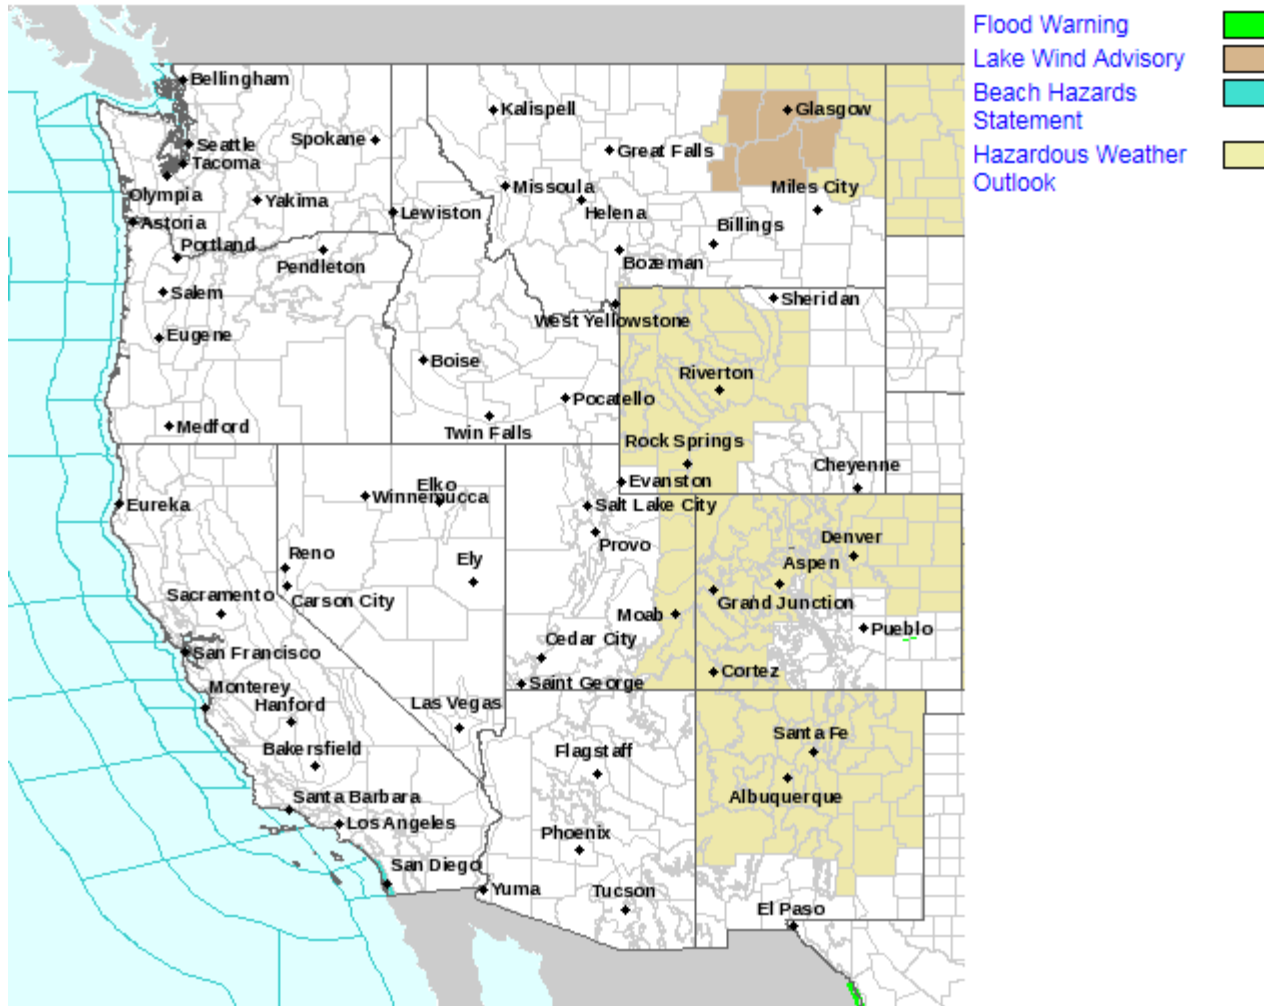 Flood Warning
Lake Wind Advisory
Beach Hazards
Statement
Hazardous Weather
Outlook
Bellingham
Seattle
Tacoma
Olympia
Spokane
Yakima
Astoria
Portland
Pendleton
Lewiston
Salem
Eugene
Medford
Kalispell
Great Falls
Glasgow
Missoula
Helena
Miles City
Billings
Bozeman
West Yellowstone
Sheridan
Boise
Pocatello
Twin Falls
Riverton
Rock Springs
Evanston
Cheyenne
Eureka
Elko
Winnemucca
Reno
Carson City
Ely
Sacramento
San Francisco
Monterey
Hanford
Bakersfield
Las Vegas
Santa Barbara
Los Angeles
San Diego
Salt Lake City
Provo
Moab
Cedar City
Saint George
Denver
Aspen
Grand Junction
Pueblo
Cortez
Flagstaff
Phoenix
Yuma
Tucson
Santa Fe
Albuquerque
El Paso